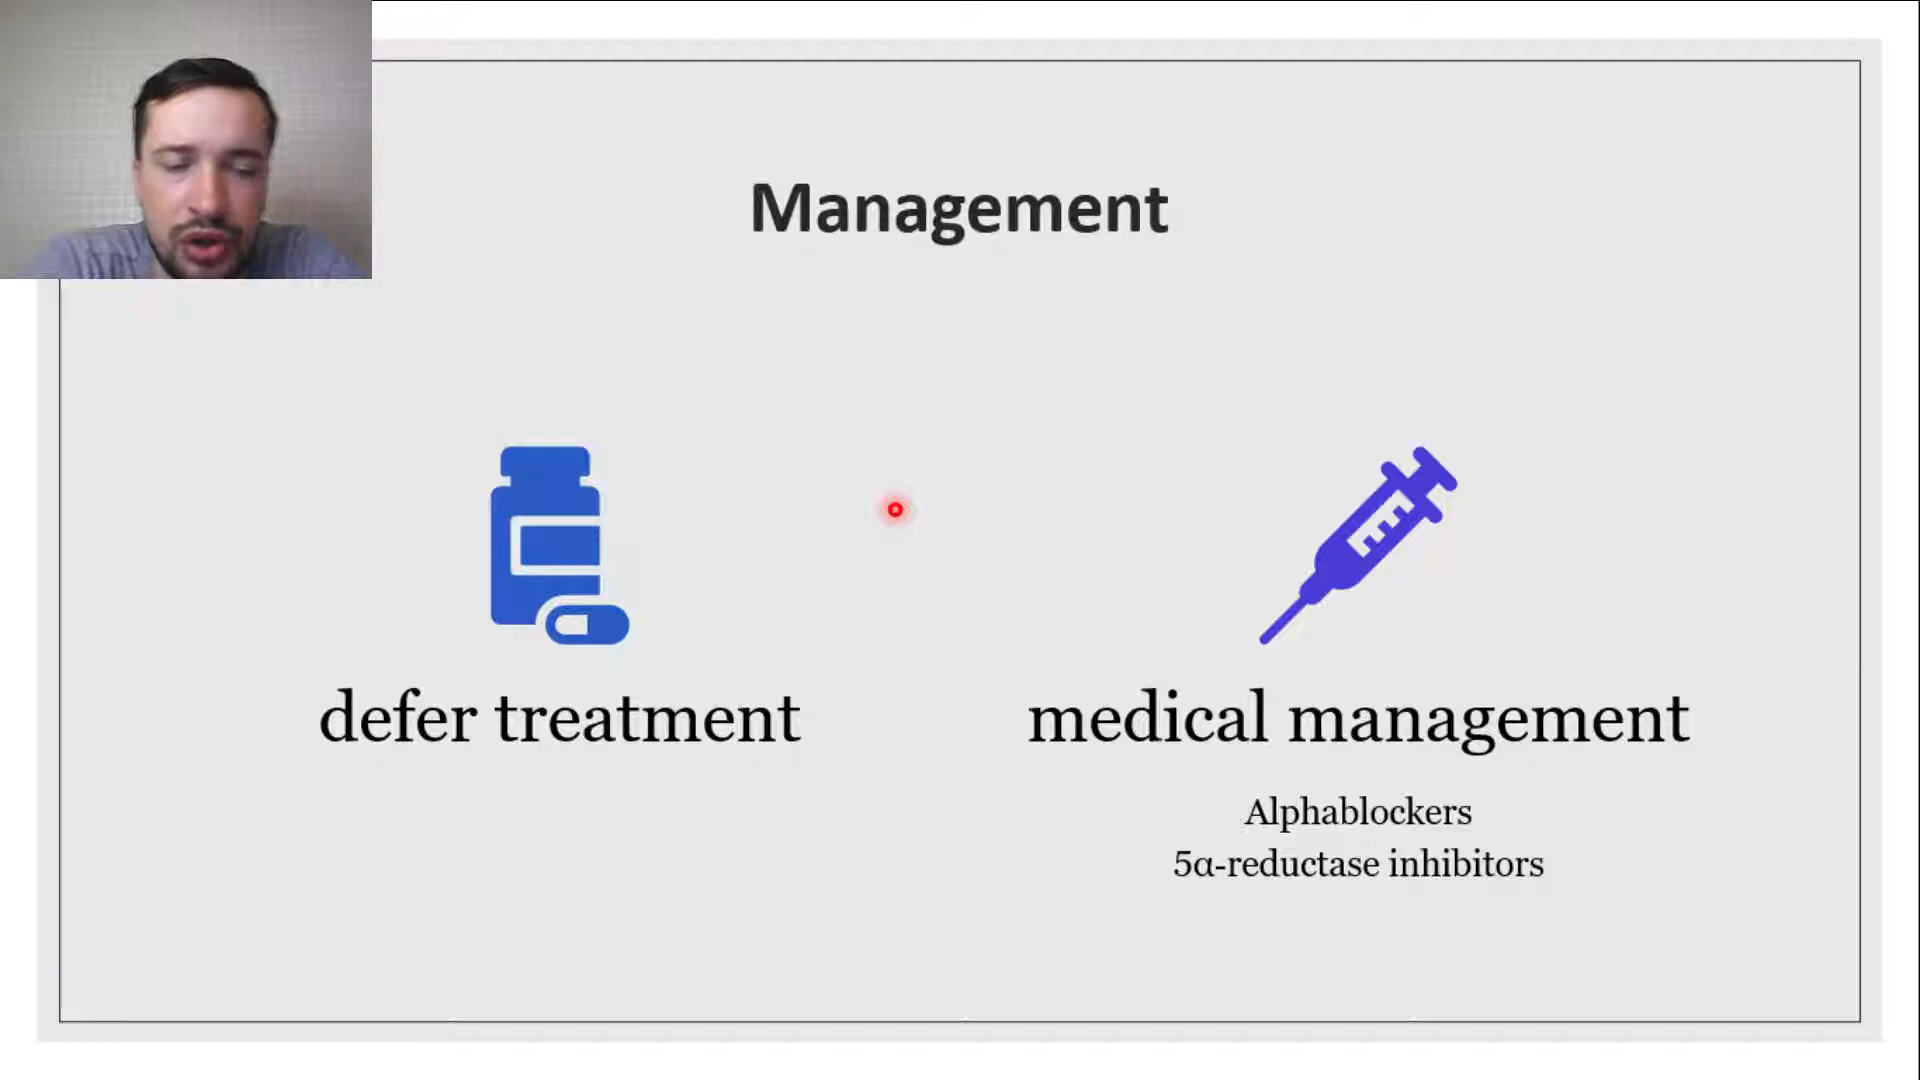 Management
defer treatment
medical management
Alphablockers
5α-reductase inhibitors